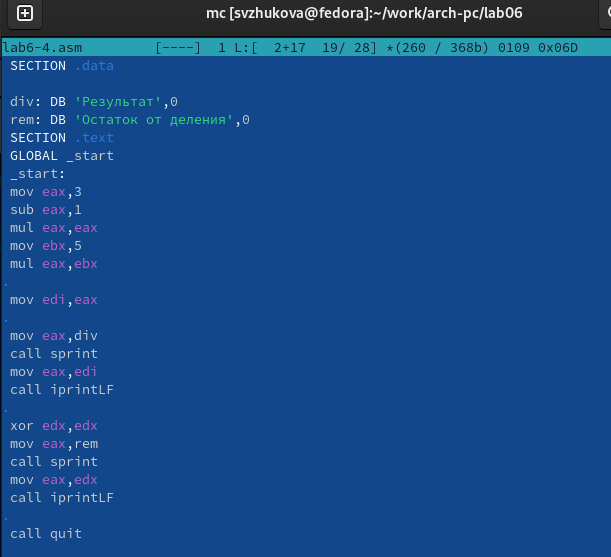 mc [svzhukova@fedora]:~/work/arch-pc/lab06
lab6-4.asm [----] 1 L:[ 2+17 19/ 28] *(260 / 368b) 0109 0x06D
SECTION .data
div: DB 'Результат',0
rem: DB 'Остаток от деления',0
SECTION .text
GLOBAL _start
_start:
mov eax,3
sub eax,1
mul eax,eax
mov ebx,5
mul eax,ebx
.
mov edi,eax
.
mov eax,div
call sprint
mov eax,edi
call iprintLF
.
xor edx,edx
mov eax,rem
call sprint
mov eax,edx
call iprintLF
.
call quit